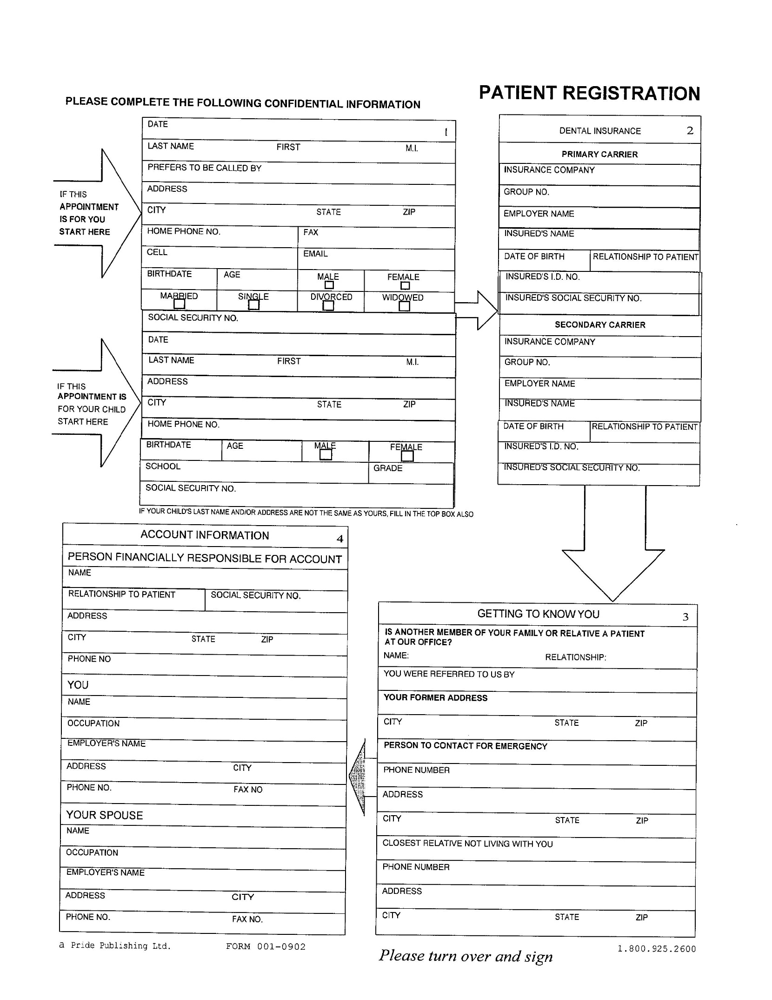 PATIENT REGISTRATION
PLEASE COMPLETE THE FOLLOWING CONFIDENTIAL INFORMATION
IF THIS
APPOINTMENT
IS FOR YOU
START HERE
DATE 1
LAST NAME FIRST M.I.
PREFERS TO BE CALLED BY
ADDRESS
CITY STATE ZIP
HOME PHONE NO. FAX
CELL EMAIL
BIRTHDATE AGE MALE FEMALE
MARRIED SINGLE DIVORCED WIDOWED
SOCIAL SECURITY NO.
IF THIS
APPOINTMENT IS
FOR YOUR CHILD
START HERE
DATE
LAST NAME FIRST M.I.
ADDRESS
CITY STATE ZIP
HOME PHONE NO.
BIRTHDATE AGE MALE FEMALE
SCHOOL GRADE
SOCIAL SECURITY NO.
IF YOUR CHILD'S LAST NAME AND/OR ADDRESS ARE NOT THE SAME AS YOURS, FILL IN THE TOP BOX ALSO
DENTAL INSURANCE 2
PRIMARY CARRIER
INSURANCE COMPANY
GROUP NO.
EMPLOYER NAME
INSURED'S NAME
DATE OF BIRTH RELATIONSHIP TO PATIENT
INSURED'S I.D. NO.
INSURED'S SOCIAL SECURITY NO.
SECONDARY CARRIER
INSURANCE COMPANY
GROUP NO.
EMPLOYER NAME
INSURED'S NAME
DATE OF BIRTH RELATIONSHIP TO PATIENT
INSURED'S I.D. NO.
INSURED'S SOCIAL SECURITY NO.
GETTING TO KNOW YOU 3
IS ANOTHER MEMBER OF YOUR FAMILY OR RELATIVE A PATIENT
AT OUR OFFICE?
NAME: RELATIONSHIP:
YOU WERE REFERRED TO US BY
YOUR FORMER ADDRESS
CITY STATE ZIP
PERSON TO CONTACT FOR EMERGENCY
PHONE NUMBER
ADDRESS
CITY STATE ZIP
CLOSEST RELATIVE NOT LIVING WITH YOU
PHONE NUMBER
ADDRESS
CITY STATE ZIP
ACCOUNT INFORMATION 4
PERSON FINANCIALLY RESPONSIBLE FOR ACCOUNT
NAME
RELATIONSHIP TO PATIENT SOCIAL SECURITY NO.
ADDRESS
CITY STATE ZIP
PHONE NO
YOU
NAME
OCCUPATION
EMPLOYER'S NAME
ADDRESS CITY
PHONE NO. FAX NO
YOUR SPOUSE
NAME
OCCUPATION
EMPLOYER'S NAME
ADDRESS CITY
PHONE NO. FAX NO.
a Pride Publishing Ltd. FORM 001-0902
Please turn over and sign
1.800.925.2600